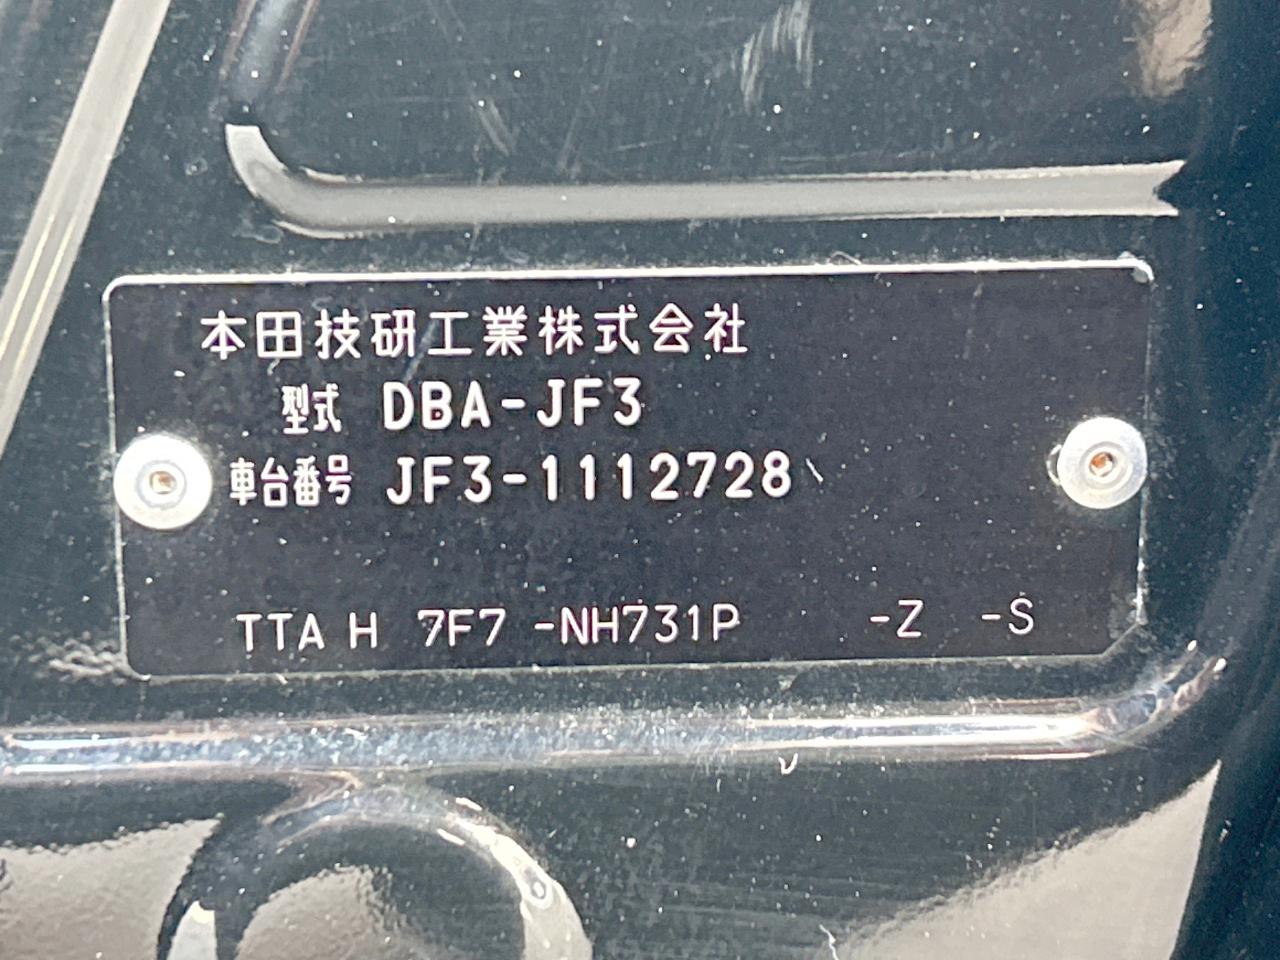 本田技研工業株式会社
型式 DBA-JF3
車台番号 JF3-1112728
TTA H 7F7 -NH731P -Z -S